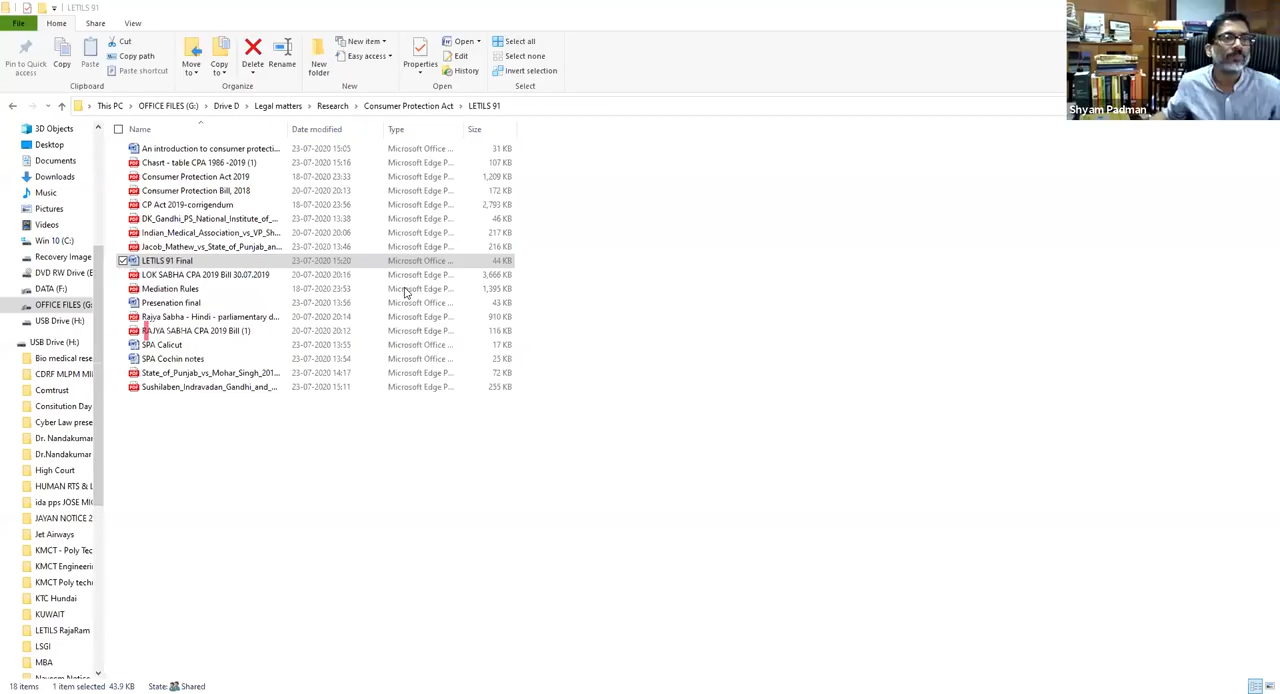 LETILS 91
File Home Share View
Pin to Quick access
Copy
Paste
Cut
Copy path
Paste shortcut
Clipboard
Move to
Copy to
Delete
Rename
Organize
New folder
New item
Easy access
New
Properties
Open
Edit
History
Open
Select all
Select none
Invert selection
Select
Shyam Padman
This PC OFFICE FILES (G:) Drive D Legal matters Research Consumer Protection Act LETILS 91
Name Date modified Type Size
An introduction to consumer protecti... 23-07-2020 15:05 Microsoft Office ... 31 KB
Chasrt - table CPA 1986 -2019 (1) 23-07-2020 15:16 Microsoft Edge P... 107 KB
Consumer Protection Act 2019 18-07-2020 23:33 Microsoft Edge P... 1,209 KB
Consumer Protection Bill, 2018 20-07-2020 20:13 Microsoft Edge P... 172 KB
CP Act 2019-corrigendum 18-07-2020 23:56 Microsoft Edge P... 2,793 KB
DK_Gandhi_PS_National_Institute_of_... 23-07-2020 13:38 Microsoft Edge P... 46 KB
Indian_Medical_Association_vs_VP_Sh... 20-07-2020 20:06 Microsoft Edge P... 217 KB
Jacob_Mathew_vs_State_of_Punjab_an... 23-07-2020 13:46 Microsoft Edge P... 216 KB
LETILS 91 Final 23-07-2020 15:20 Microsoft Office ... 44 KB
LOK SABHA CPA 2019 Bill 30.07.2019 20-07-2020 20:16 Microsoft Edge P... 3,666 KB
Mediation Rules 18-07-2020 23:53 Microsoft Edge P... 1,395 KB
Presenation final 23-07-2020 13:56 Microsoft Office ... 43 KB
Rajya Sabha - Hindi - parliamentary d... 20-07-2020 20:14 Microsoft Edge P... 910 KB
RAJYA SABHA CPA 2019 Bill (1) 20-07-2020 20:12 Microsoft Edge P... 116 KB
SPA Calicut 23-07-2020 13:55 Microsoft Office ... 17 KB
SPA Cochin notes 23-07-2020 13:54 Microsoft Office ... 25 KB
State_of_Punjab_vs_Mohar_Singh_201... 23-07-2020 14:17 Microsoft Edge P... 72 KB
Sushilaben_Indravadan_Gandhi_and_... 23-07-2020 15:11 Microsoft Edge P... 255 KB
3D Objects
Desktop
Documents
Downloads
Music
Pictures
Videos
Win 10 (C:)
Recovery Image
DVD RW Drive (E
DATA (F:)
OFFICE FILES (G:
USB Drive (H:)
USB Drive (H:)
Bio medical rese
CDRF MLPM MI
Comtrust
Consitution Day
Cyber Law prese
Dr. Nandakumar
Dr.Nandakumar
High Court
HUMAN RTS & L
ida pps JOSE MI
JAYAN NOTICE 2
Jet Airways
KMCT - Poly Tec
KMCT Engineeri
KMCT Poly techn
KTC Hundai
KUWAIT
LETILS RajaRam
LSGI
MBA
18 items 1 item selected 43.9 KB State: Shared